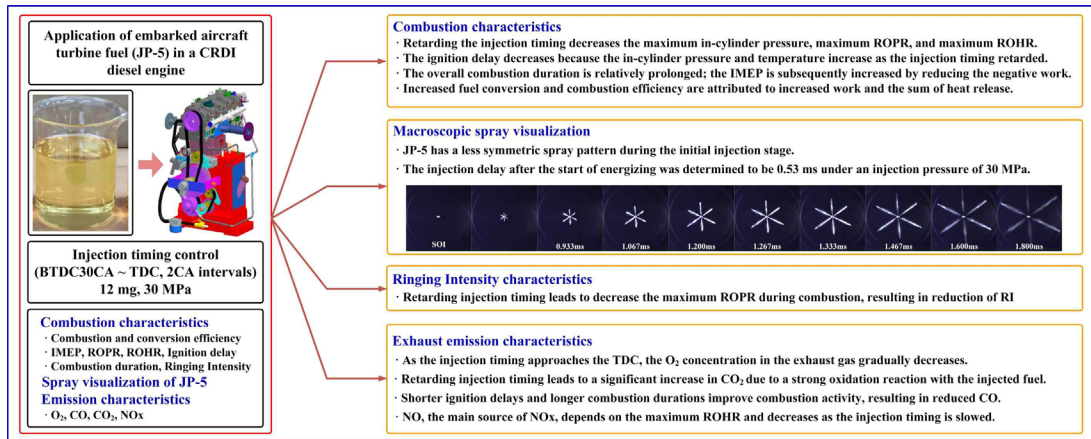 Application of embarked aircraft
turbine fuel (JP-5) in a CRDI
diesel engine
Injection timing control
(BTDC30CA ~ TDC, 2CA intervals)
12 mg, 30 MPa
Combustion characteristics
· Combustion and conversion efficiency
· IMEP, ROPR, ROHR, Ignition delay
· Combustion duration, Ringing Intensity
Spray visualization of JP-5
Emission characteristics
· O₂, CO, CO₂, NOx
Combustion characteristics
· Retarding the injection timing decreases the maximum in-cylinder pressure, maximum ROPR, and maximum ROHR.
· The ignition delay decreases because the in-cylinder pressure and temperature increase as the injection timing retarded.
· The overall combustion duration is relatively prolonged; the IMEP is subsequently increased by reducing the negative work.
· Increased fuel conversion and combustion efficiency are attributed to increased work and the sum of heat release.
Macroscopic spray visualization
· JP-5 has a less symmetric spray pattern during the initial injection stage.
· The injection delay after the start of energizing was determined to be 0.53 ms under an injection pressure of 30 MPa.
SOI 0.933ms 1.067ms 1.200ms 1.267ms 1.333ms 1.467ms 1.600ms 1.800ms
Ringing Intensity characteristics
· Retarding injection timing leads to decrease the maximum ROPR during combustion, resulting in reduction of RI
Exhaust emission characteristics
· As the injection timing approaches the TDC, the O₂ concentration in the exhaust gas gradually decreases.
· Retarding injection timing leads to a significant increase in CO₂ due to a strong oxidation reaction with the injected fuel.
· Shorter ignition delays and longer combustion durations improve combustion activity, resulting in reduced CO.
· NO, the main source of NOx, depends on the maximum ROHR and decreases as the injection timing is slowed.